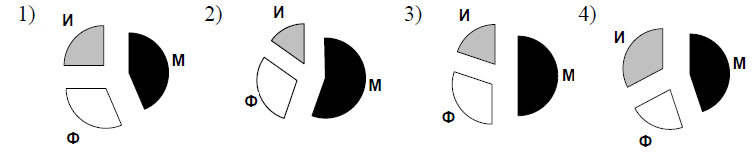 1) И М Ф
2) И М Ф
3) И М Ф
4) И М Ф